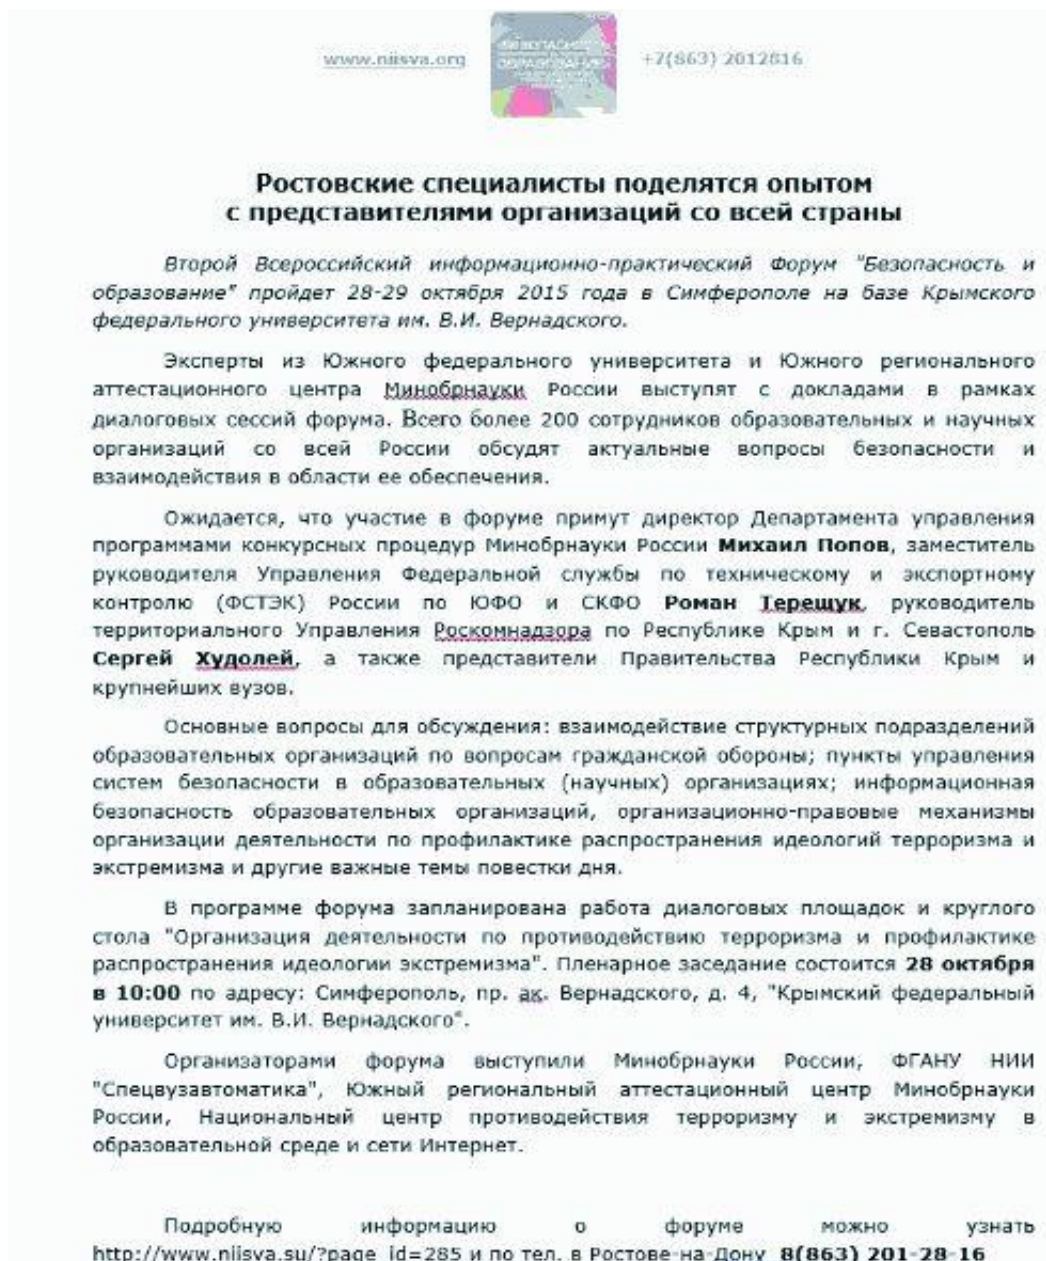 www.niisva.org
БЕЗОПАСНОСТЬ
ОБРАЗОВАНИЯ
+7(863) 2012816
Ростовские специалисты поделятся опытом
с представителями организаций со всей страны
Второй Всероссийский информационно-практический Форум "Безопасность и
образование" пройдет 28-29 октября 2015 года в Симферополе на базе Крымского
федерального университета им. В.И. Вернадского.
Эксперты из Южного федерального университета и Южного регионального
аттестационного центра Минобрнауки России выступят с докладами в рамках
диалоговых сессий форума. Всего более 200 сотрудников образовательных и научных
организаций со всей России обсудят актуальные вопросы безопасности и
взаимодействия в области ее обеспечения.
Ожидается, что участие в форуме примут директор Департамента управления
программами конкурсных процедур Минобрнауки России Михаил Попов, заместитель
руководителя Управления Федеральной службы по техническому и экспортному
контролю (ФСТЭК) России по ЮФО и СКФО Роман Терещук, руководитель
территориального Управления Роскомнадзора по Республике Крым и г. Севастополь
Сергей Худолей, а также представители Правительства Республики Крым и
крупнейших вузов.
Основные вопросы для обсуждения: взаимодействие структурных подразделений
образовательных организаций по вопросам гражданской обороны; пункты управления
систем безопасности в образовательных (научных) организациях; информационная
безопасность образовательных организаций, организационно-правовые механизмы
организации деятельности по профилактике распространения идеологий терроризма и
экстремизма и другие важные темы повестки дня.
В программе форума запланирована работа диалоговых площадок и круглого
стола "Организация деятельности по противодействию терроризма и профилактике
распространения идеологии экстремизма". Пленарное заседание состоится 28 октября
в 10:00 по адресу: Симферополь, пр. ак. Вернадского, д. 4, "Крымский федеральный
университет им. В.И. Вернадского".
Организаторами форума выступили Минобрнауки России, ФГАНУ НИИ
"Спецвузавтоматика", Южный региональный аттестационный центр Минобрнауки
России, Национальный центр противодействия терроризму и экстремизму в
образовательной среде и сети Интернет.
Подробную информацию о форуме можно узнать
http://www.niisva.su/?page_id=285 и по тел. в Ростове-на-Дону 8(863) 201-28-16